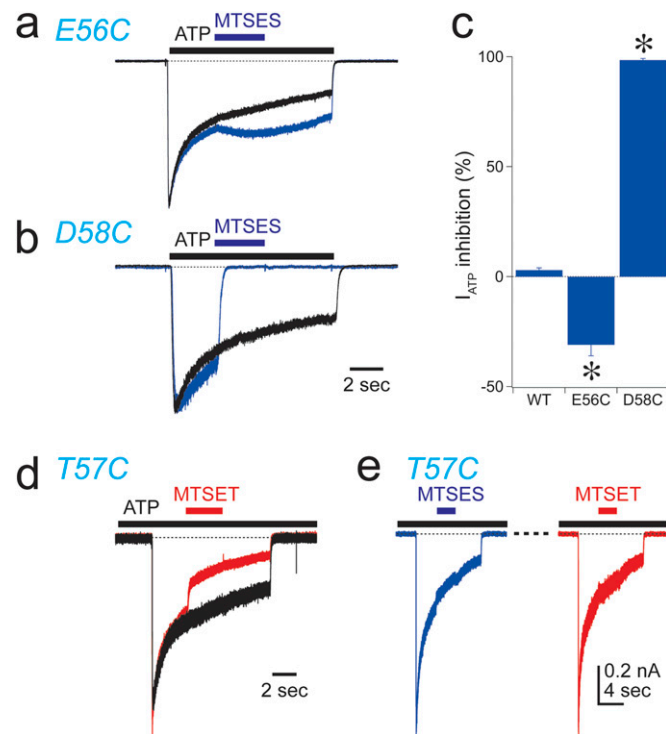 a E56C
MTSES
ATP
b D58C
MTSES
ATP
2 sec
c
100
50
0
-50
I_ATP inhibition (%)
*
*
WT E56C D58C
d T57C
ATP
MTSET
2 sec
e T57C
MTSES
MTSET
0.2 nA
4 sec